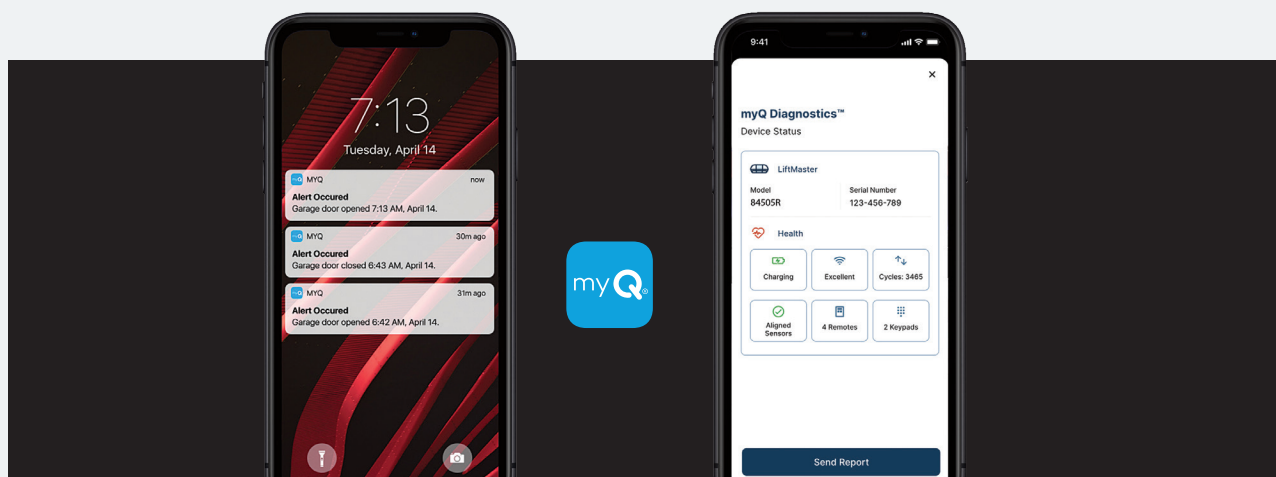 7:13
Tuesday, April 14
myQ MYQ now
Alert Occured
Garage door opened 7:13 AM, April 14.
myQ MYQ 30m ago
Alert Occured
Garage door closed 6:43 AM, April 14.
myQ MYQ 31m ago
Alert Occured
Garage door opened 6:42 AM, April 14.
myQ®
9:41
myQ Diagnostics™
Device Status
LiftMaster
Model Serial Number
84505R 123-456-789
Health
Charging Excellent Cycles: 3465
Aligned
Sensors
4 Remotes 2 Keypads
Send Report